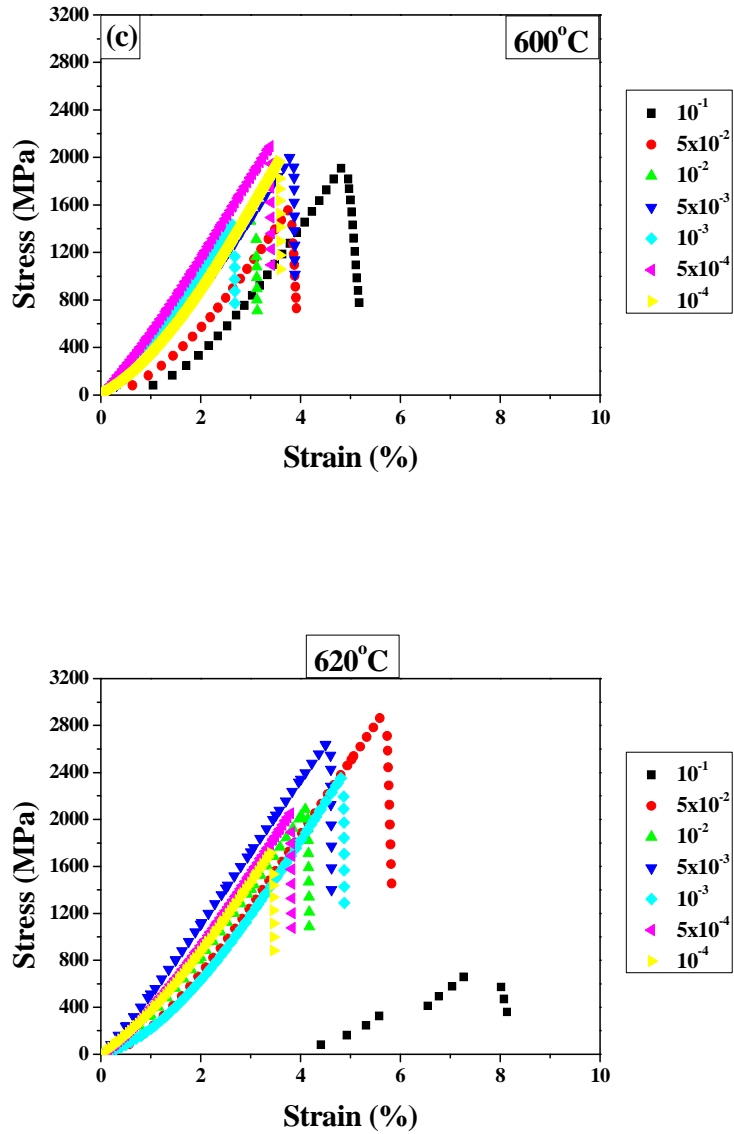 (c)
600°C
3200
2800
2400
2000
1600
1200
800
400
0
Stress (MPa)
0 2 4 6 8 10
Strain (%)
10⁻¹
5x10⁻²
10⁻²
5x10⁻³
10⁻³
5x10⁻⁴
10⁻⁴
620°C
3200
2800
2400
2000
1600
1200
800
400
0
Stress (MPa)
0 2 4 6 8 10
Strain (%)
10⁻¹
5x10⁻²
10⁻²
5x10⁻³
10⁻³
5x10⁻⁴
10⁻⁴